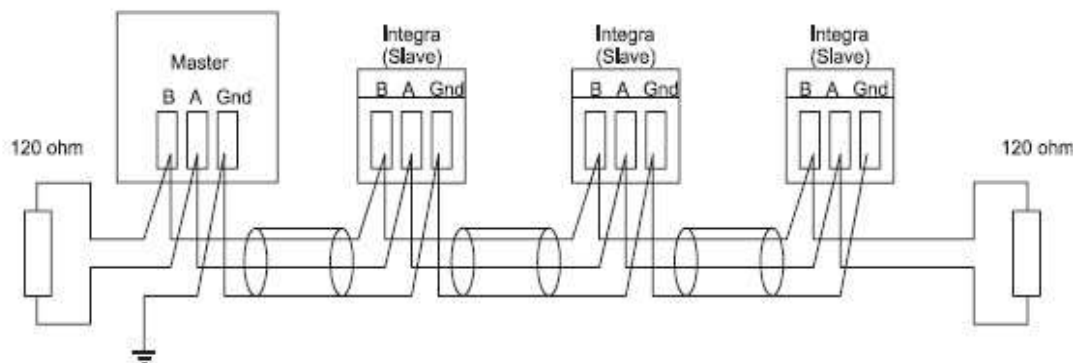 Master
B A Gnd
Integra
(Slave)
B A Gnd
Integra
(Slave)
B A Gnd
Integra
(Slave)
B A Gnd
120 ohm
120 ohm